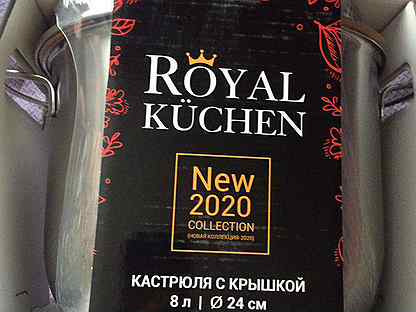 ROYAL
KÜCHEN
New
2020
COLLECTION
(НОВАЯ КОЛЛЕКЦИЯ 2020)
КАСТРЮЛЯ С КРЫШКОЙ
8 л | Ø 24 см